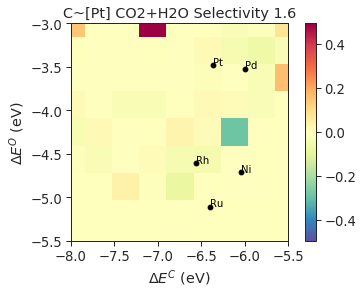 C~[Pt] CO2+H2O Selectivity 1.6
−3.0
−3.5
−4.0
−4.5
−5.0
−5.5
ΔE^O (eV)
Pt
Pd
Rh
Ni
Ru
−8.0 −7.5 −7.0 −6.5 −6.0 −5.5
ΔE^C (eV)
0.4
0.2
0.0
−0.2
−0.4